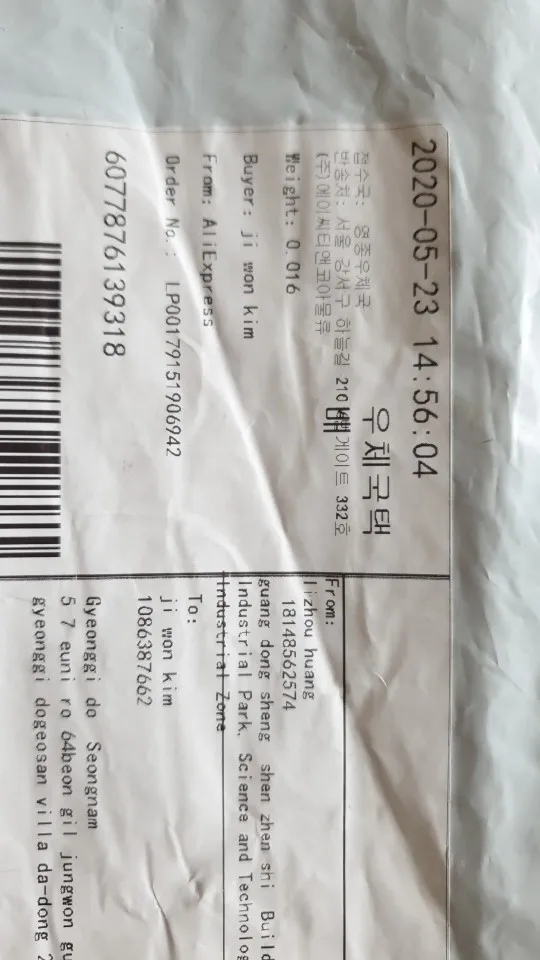 2020-05-23 14:56:04
우체국택
접수국: 영종우체국
반송처: 서울 강서구 하늘길 210 게이트 332호
(주)에이씨티앤코아물류
Weight: 0.016
Buyer: ji won kim
From: AliExpress
Order No.: LP00179151906942
6077876139318
From:
lizhou huang
18148562574
guang dong sheng shen zhen shi Build
Industrial Park, Science and Technolog
Industrial Zone
To:
ji won kim
1086387662
Gyeonggi do Seongnam
5 7 euni ro 64beon gil jungwon gu
gyeonggi dogeosan villa da-dong 2